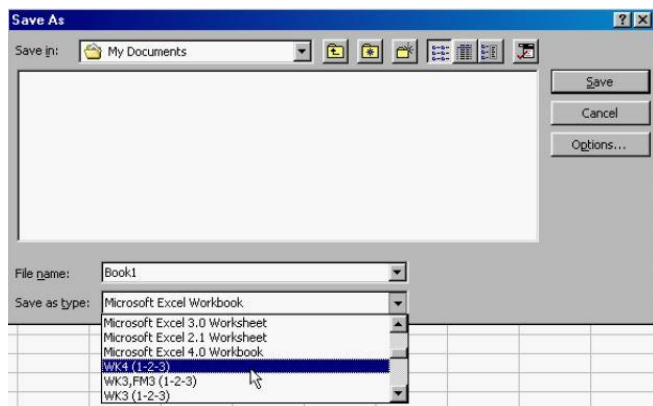 Save As
Save in: My Documents
Save
Cancel
Options...
File name: Book1
Save as type: Microsoft Excel Workbook
Microsoft Excel 3.0 Worksheet
Microsoft Excel 2.1 Worksheet
Microsoft Excel 4.0 Workbook
WK4 (1-2-3)
WK3,FM3 (1-2-3)
WK3 (1-2-3)